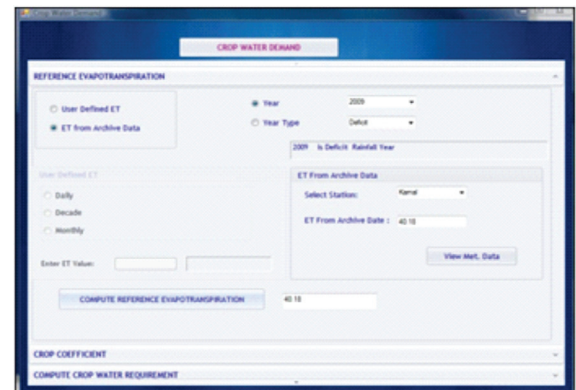 Crop Water Demand
CROP WATER DEMAND
REFERENCE EVAPOTRANSPIRATION
User Defined ET
ET from Archive Data
Year 2009
Year Type Deficit
2009 Is Deficit Rainfall Year
User Defined ET
Daily
Decade
Monthly
Enter ET Value:
ET From Archive Data
Select Station: Karnal
ET From Archive Date : 40.18
View Met. Data
COMPUTE REFERENCE EVAPOTRANSPIRATION 40.18
CROP COEFFICIENT
COMPUTE CROP WATER REQUIREMENT